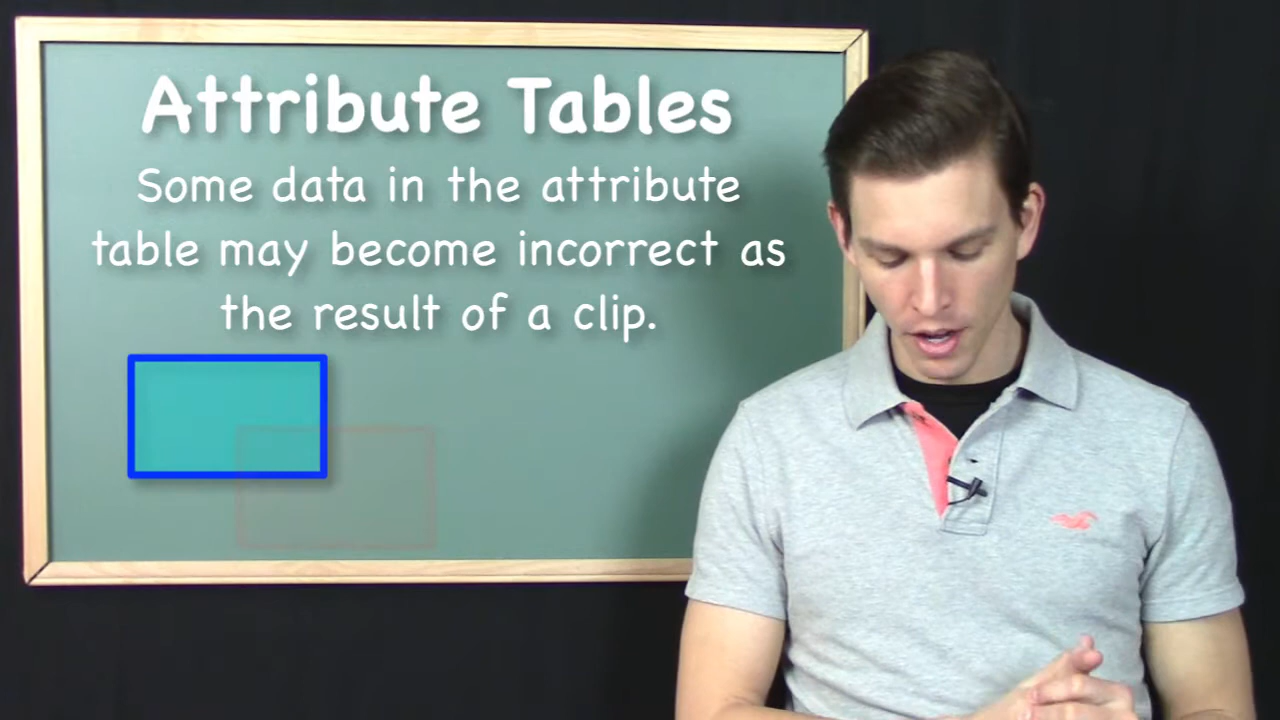 Attribute Tables
Some data in the attribute
table may become incorrect as
the result of a clip.